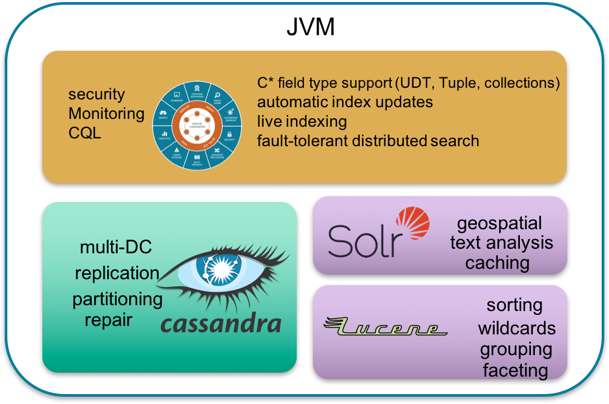 JVM
security
Monitoring
CQL
C* field type support (UDT, Tuple, collections)
automatic index updates
live indexing
fault-tolerant distributed search
multi-DC
replication
partitioning
repair
cassandra
Solr
geospatial
text analysis
caching
Lucene
sorting
wildcards
grouping
faceting